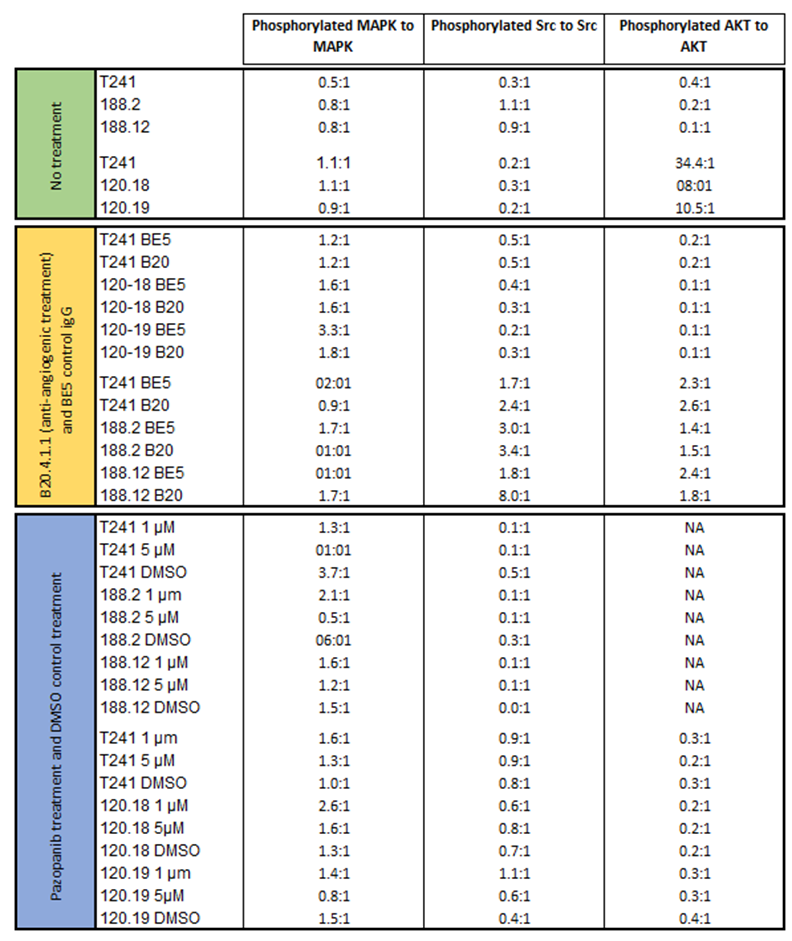 Phosphorylated MAPK to MAPK Phosphorylated Src to Src Phosphorylated AKT to AKT
No treatment
T241 0.5:1 0.3:1 0.4:1
188.2 0.8:1 1.1:1 0.2:1
188.12 0.8:1 0.9:1 0.1:1
T241 1.1:1 0.2:1 34.4:1
120.18 1.1:1 0.3:1 08:01
120.19 0.9:1 0.2:1 10.5:1
B20.4.1.1 (anti-angiogenic treatment) and BE5 control igG
T241 BE5 1.2:1 0.5:1 0.2:1
T241 B20 1.2:1 0.5:1 0.2:1
120-18 BE5 1.6:1 0.4:1 0.1:1
120-18 B20 1.6:1 0.3:1 0.1:1
120-19 BE5 3.3:1 0.2:1 0.1:1
120-19 B20 1.8:1 0.3:1 0.1:1
T241 BE5 02:01 1.7:1 2.3:1
T241 B20 0.9:1 2.4:1 2.6:1
188.2 BE5 1.7:1 3.0:1 1.4:1
188.2 B20 01:01 3.4:1 1.5:1
188.12 BE5 01:01 1.8:1 2.4:1
188.12 B20 1.7:1 8.0:1 1.8:1
Pazopanib treatment and DMSO control treatment
T241 1 µM 1.3:1 0.1:1 NA
T241 5 µM 01:01 0.1:1 NA
T241 DMSO 3.7:1 0.5:1 NA
188.2 1 µm 2.1:1 0.1:1 NA
188.2 5 µM 0.5:1 0.1:1 NA
188.2 DMSO 06:01 0.3:1 NA
188.12 1 µM 1.6:1 0.1:1 NA
188.12 5 µM 1.2:1 0.1:1 NA
188.12 DMSO 1.5:1 0.0:1 NA
T241 1 µm 1.6:1 0.9:1 0.3:1
T241 5 µM 1.3:1 0.9:1 0.2:1
T241 DMSO 1.0:1 0.8:1 0.3:1
120.18 1 µM 2.6:1 0.6:1 0.2:1
120.18 5µM 1.6:1 0.8:1 0.2:1
120.18 DMSO 1.3:1 0.7:1 0.2:1
120.19 1 µm 1.4:1 1.1:1 0.3:1
120.19 5µM 0.8:1 0.6:1 0.3:1
120.19 DMSO 1.5:1 0.4:1 0.4:1